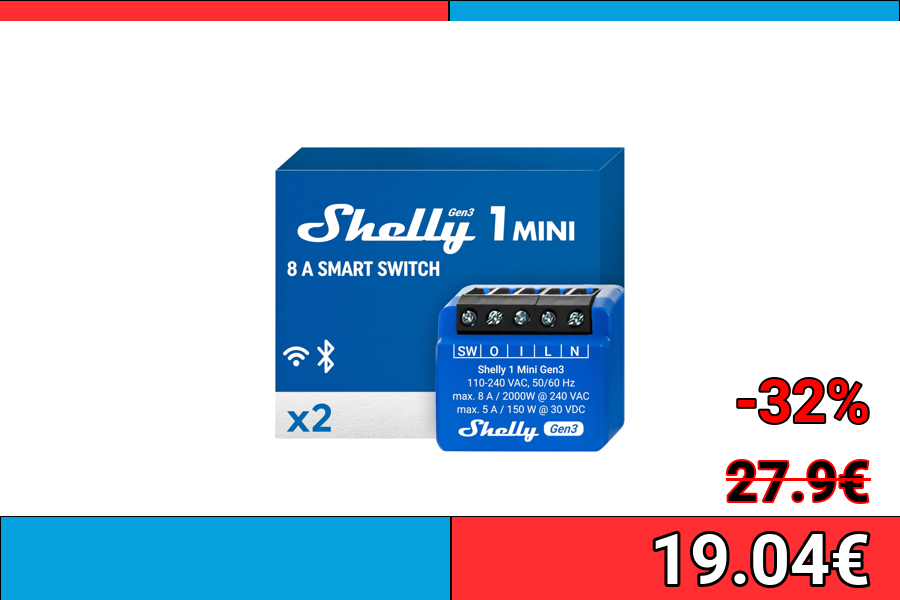 Shelly Gen3 1 MINI
8 A SMART SWITCH
x2
SW O I L N
Shelly 1 Mini Gen3
110-240 VAC, 50/60 Hz
max. 8 A / 2000W @ 240 VAC
max. 5 A / 150 W @ 30 VDC
Shelly Gen3
-32%
27.9€
19.04€